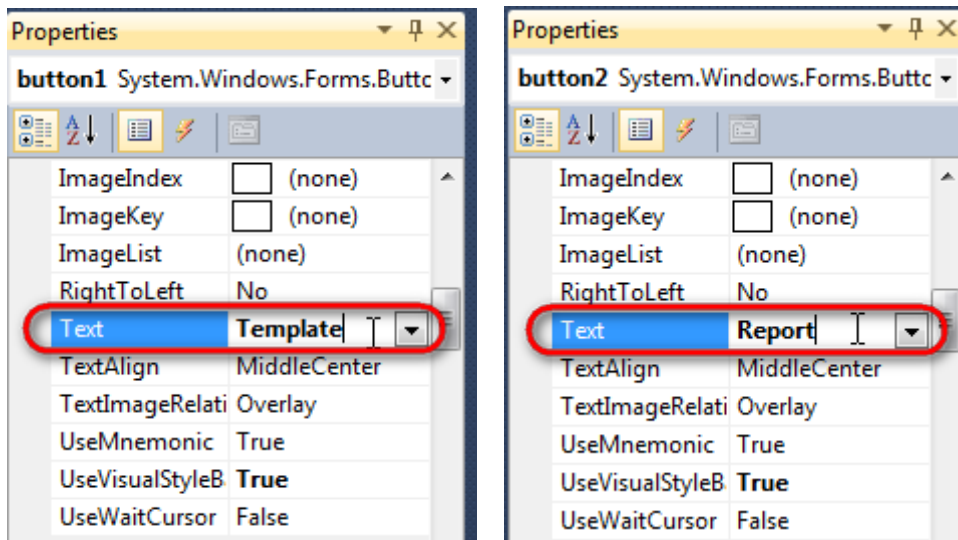 Properties
button1 System.Windows.Forms.Buttc
ImageIndex (none)
ImageKey (none)
ImageList (none)
RightToLeft No
Text Template
TextAlign MiddleCenter
TextImageRelati Overlay
UseMnemonic True
UseVisualStyleB True
UseWaitCursor False
Properties
button2 System.Windows.Forms.Buttc
ImageIndex (none)
ImageKey (none)
ImageList (none)
RightToLeft No
Text Report
TextAlign MiddleCenter
TextImageRelati Overlay
UseMnemonic True
UseVisualStyleB True
UseWaitCursor False